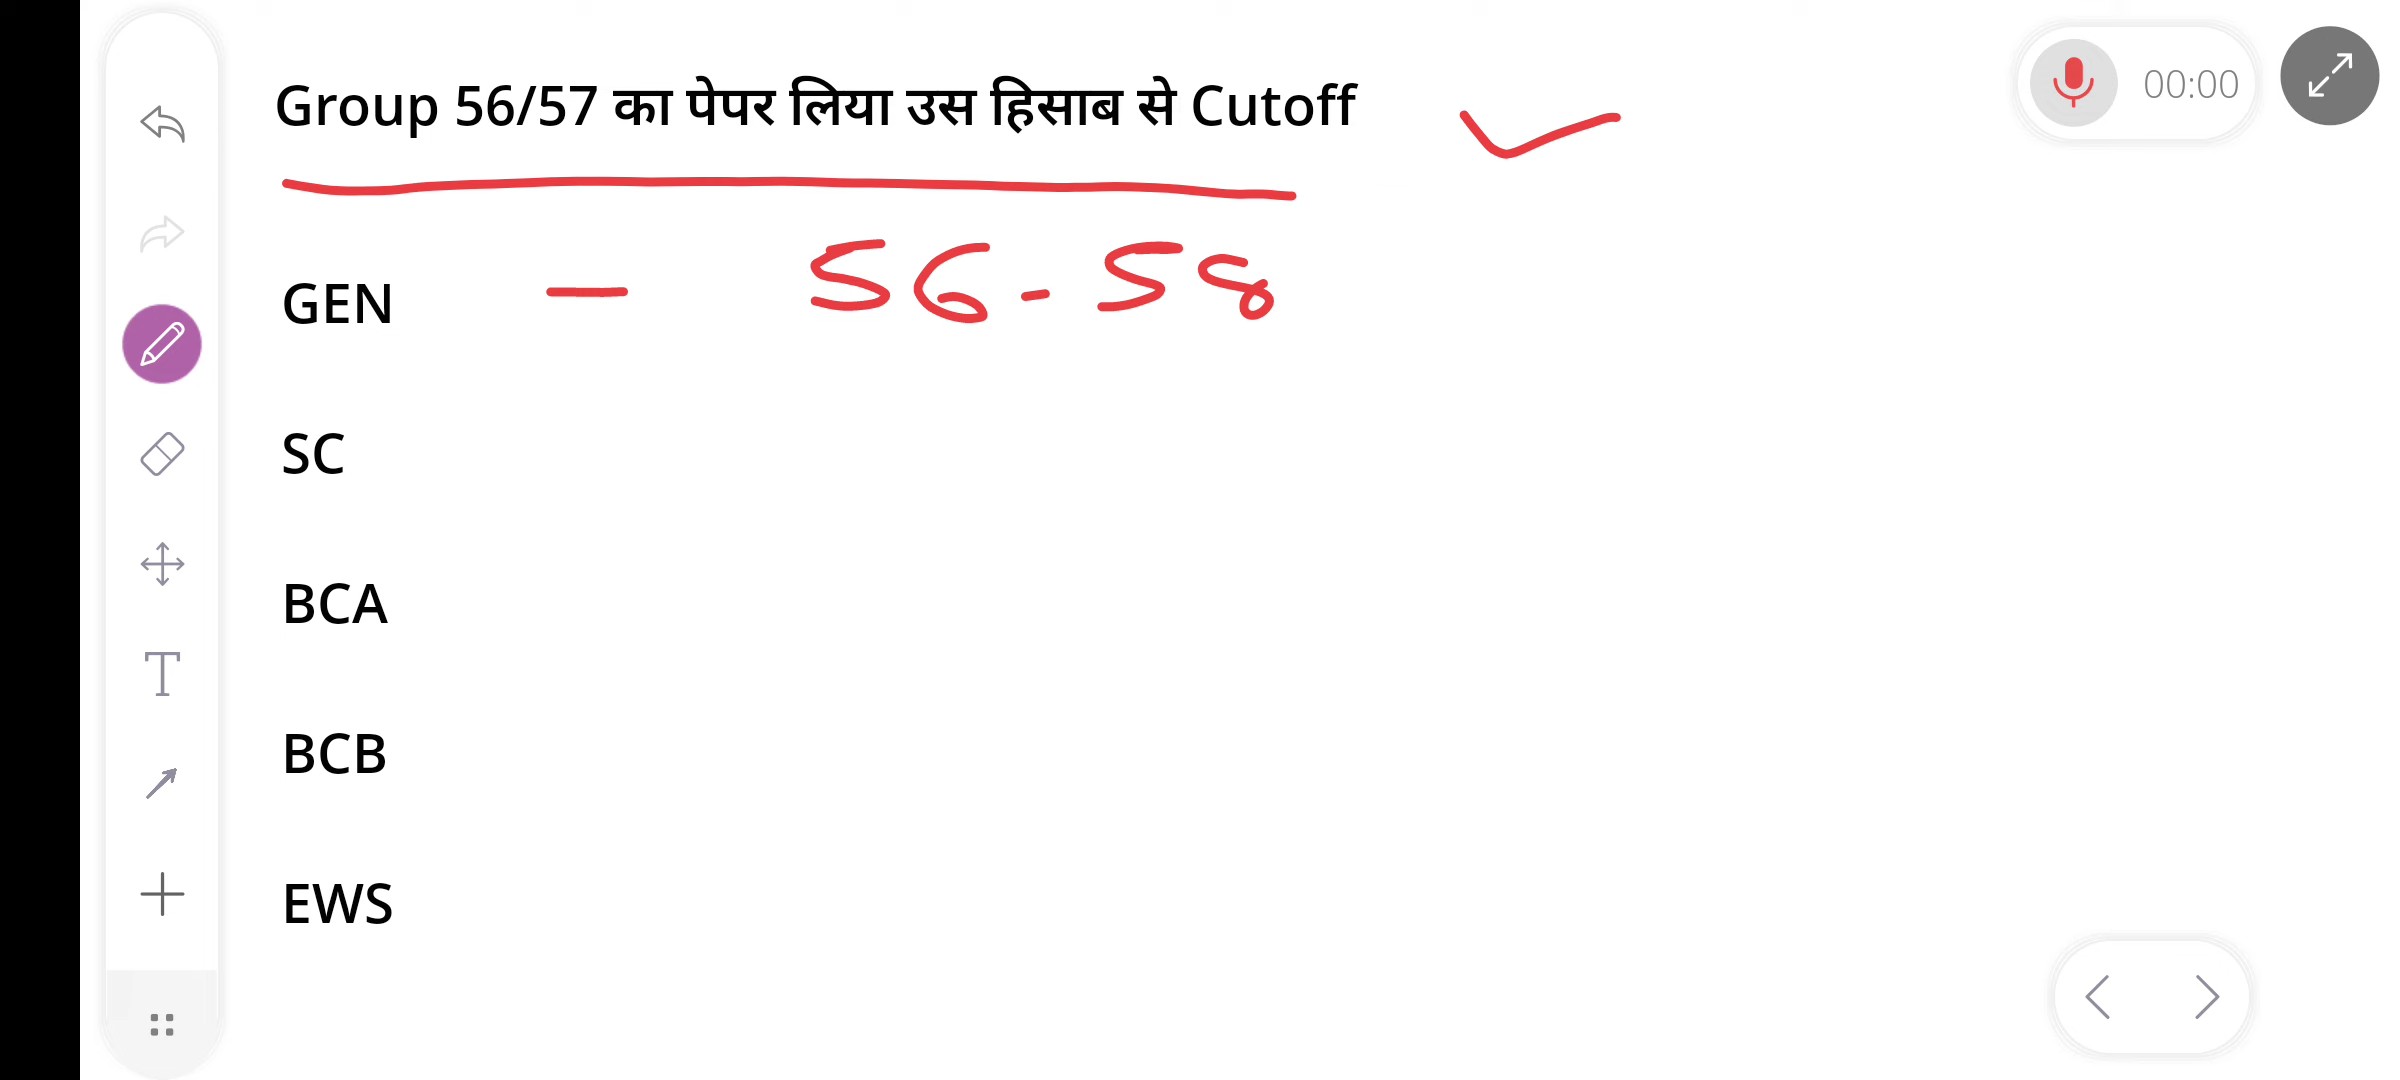 Group 56/57 का पेपर लिया उस हिसाब से Cutoff
00:00
GEN - 56-58
SC
BCA
BCB
EWS